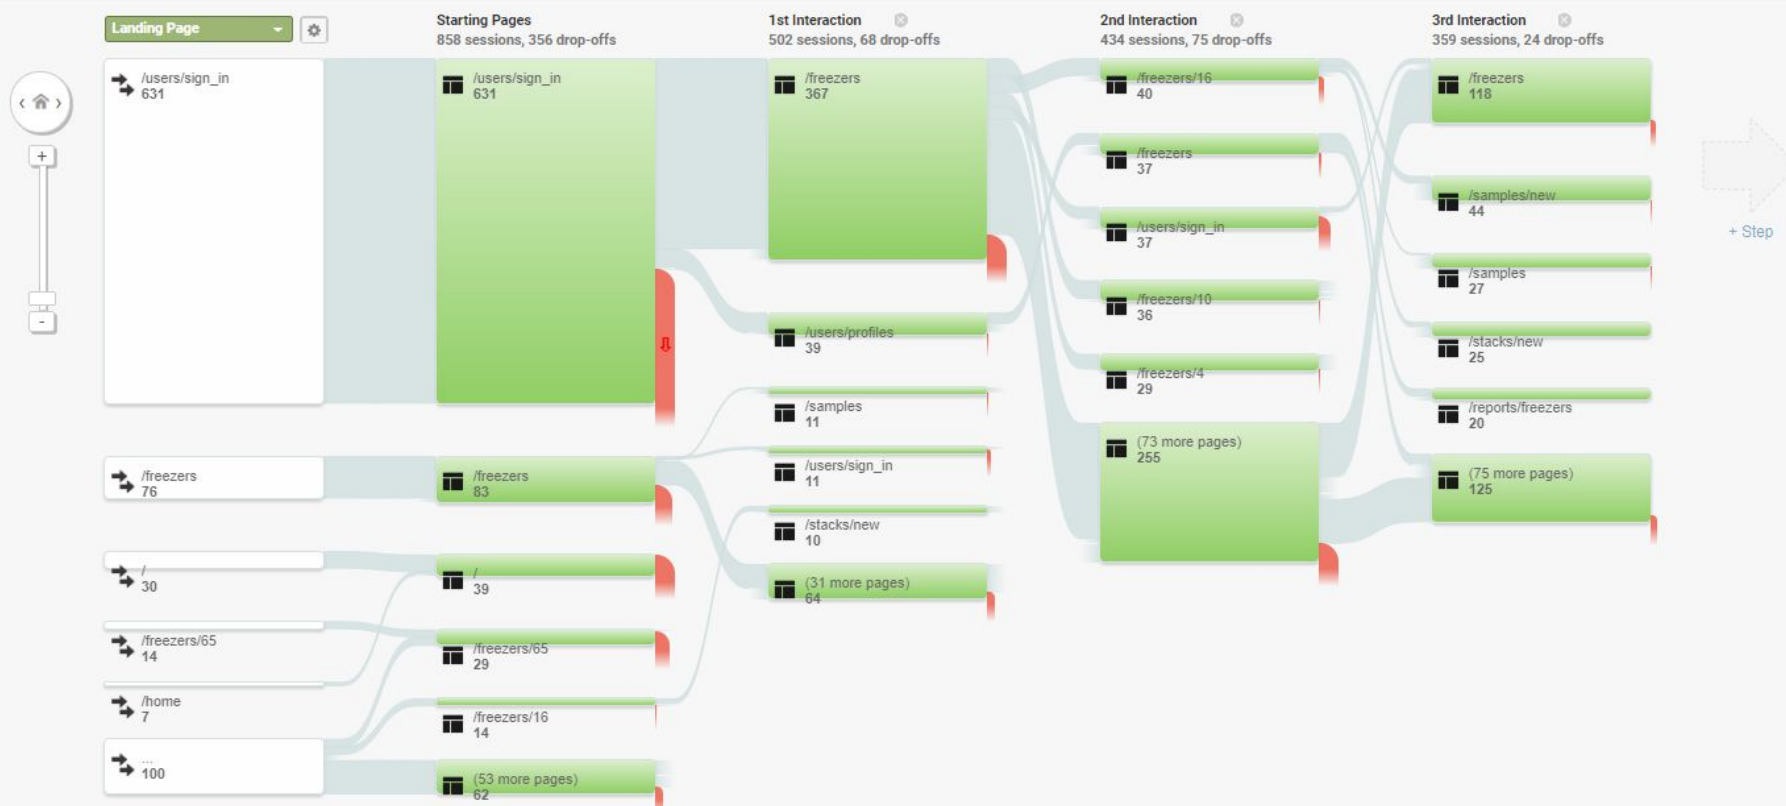 Landing Page
Starting Pages
858 sessions, 356 drop-offs
1st Interaction
502 sessions, 68 drop-offs
2nd Interaction
434 sessions, 75 drop-offs
3rd Interaction
359 sessions, 24 drop-offs
/users/sign_in
631
/freezers
76
/
30
/freezers/65
14
/home
7
...
100
/users/sign_in
631
/freezers
83
/
39
/freezers/65
29
/freezers/16
14
(53 more pages)
62
/freezers
367
/users/profiles
39
/samples
11
/users/sign_in
11
/stacks/new
10
(31 more pages)
64
/freezers/16
40
/freezers
37
/users/sign_in
37
/freezers/10
36
/freezers/4
29
(73 more pages)
255
/freezers
118
/samples/new
44
/samples
27
/stacks/new
25
/reports/freezers
20
(75 more pages)
125
+ Step
+
-